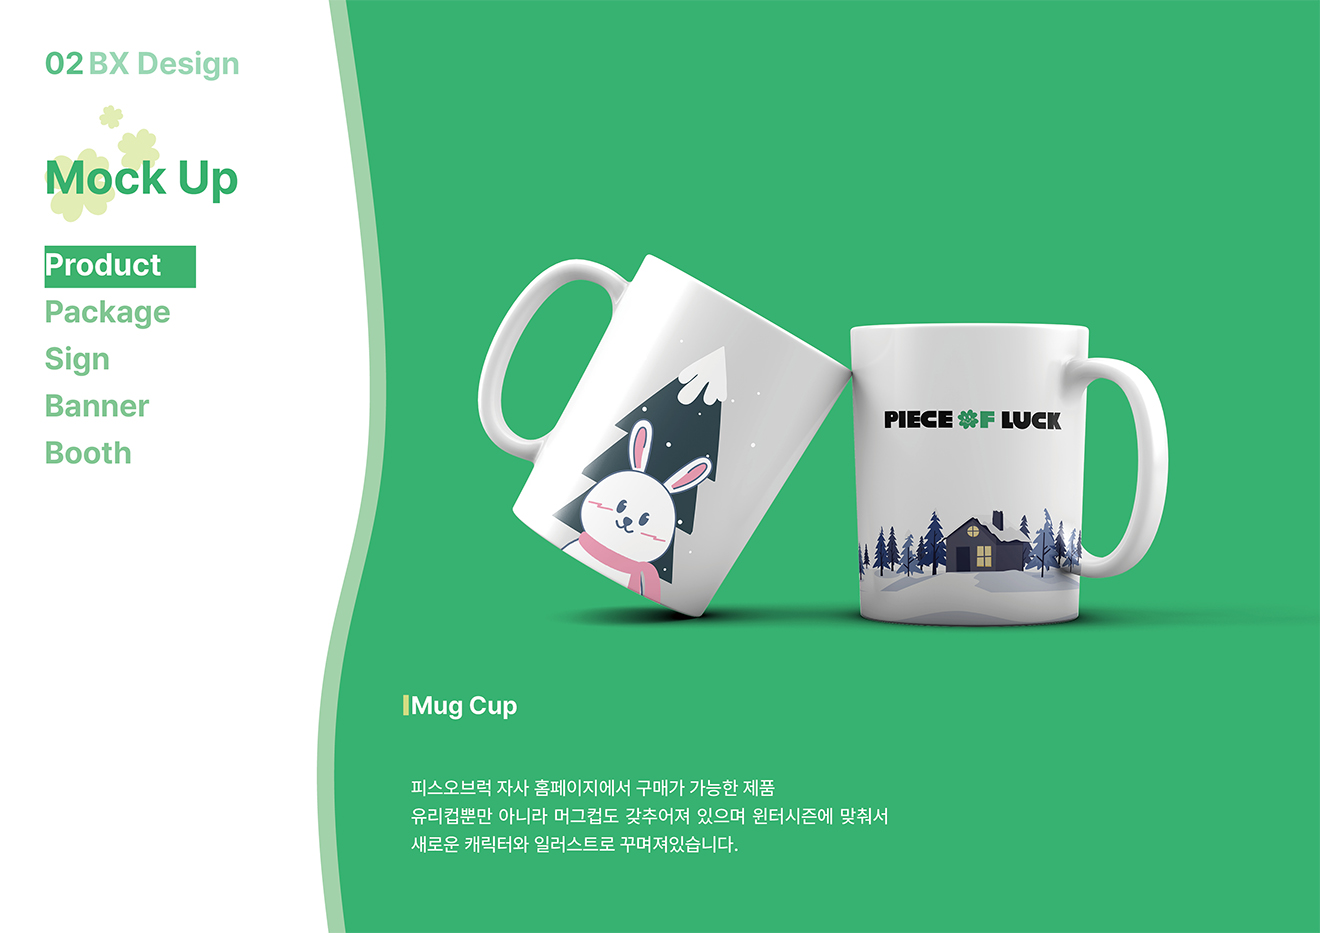 02 BX Design
Mock Up
Product
Package
Sign
Banner
Booth
PIECE OF LUCK
Mug Cup
피스오브럭 자사 홈페이지에서 구매가 가능한 제품
유리컵뿐만 아니라 머그컵도 갖추어져 있으며 윈터시즌에 맞춰서
새로운 캐릭터와 일러스트로 꾸며져있습니다.